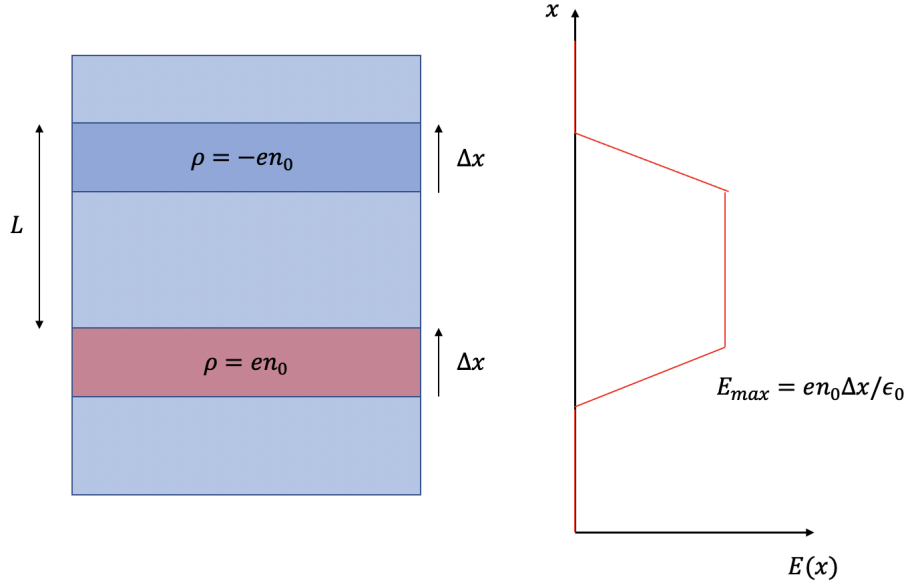 x
ρ = −en₀
Δx
L
ρ = en₀
Δx
E_max = en₀Δx/ϵ₀
E(x)